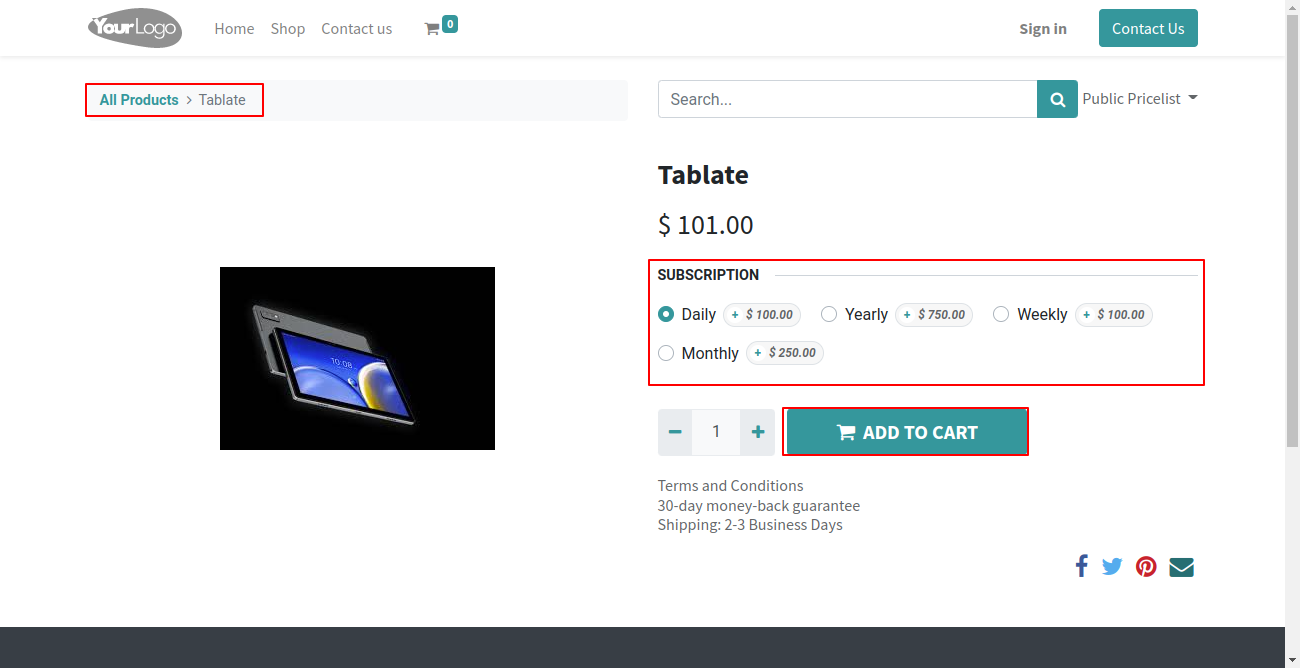 YourLogo Home Shop Contact us 0 Sign in Contact Us
All Products > Tablate
Search... Public Pricelist
Tablate
$ 101.00
SUBSCRIPTION
Daily + $ 100.00 Yearly + $ 750.00 Weekly + $ 100.00
Monthly + $ 250.00
10:08
− 1 + ADD TO CART
Terms and Conditions
30-day money-back guarantee
Shipping: 2-3 Business Days